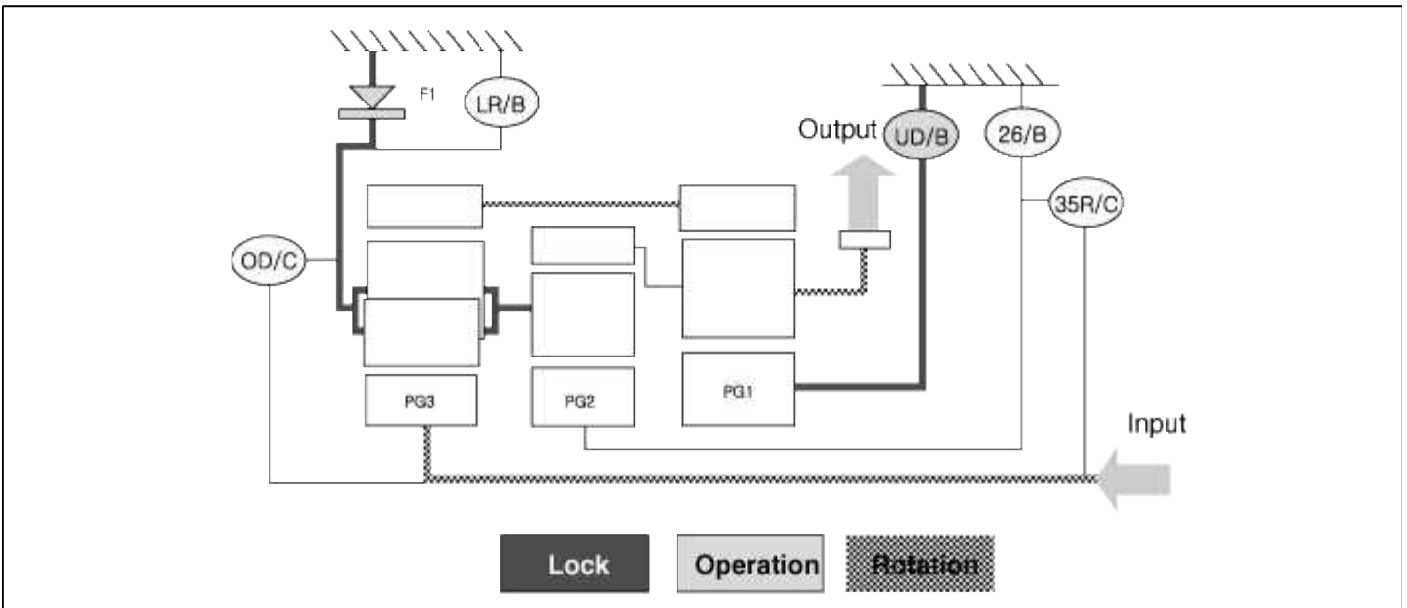 F1
LR/B
Output
UD/B
26/B
35R/C
OD/C
PG3
PG2
PG1
Input
Lock
Operation
Rotation